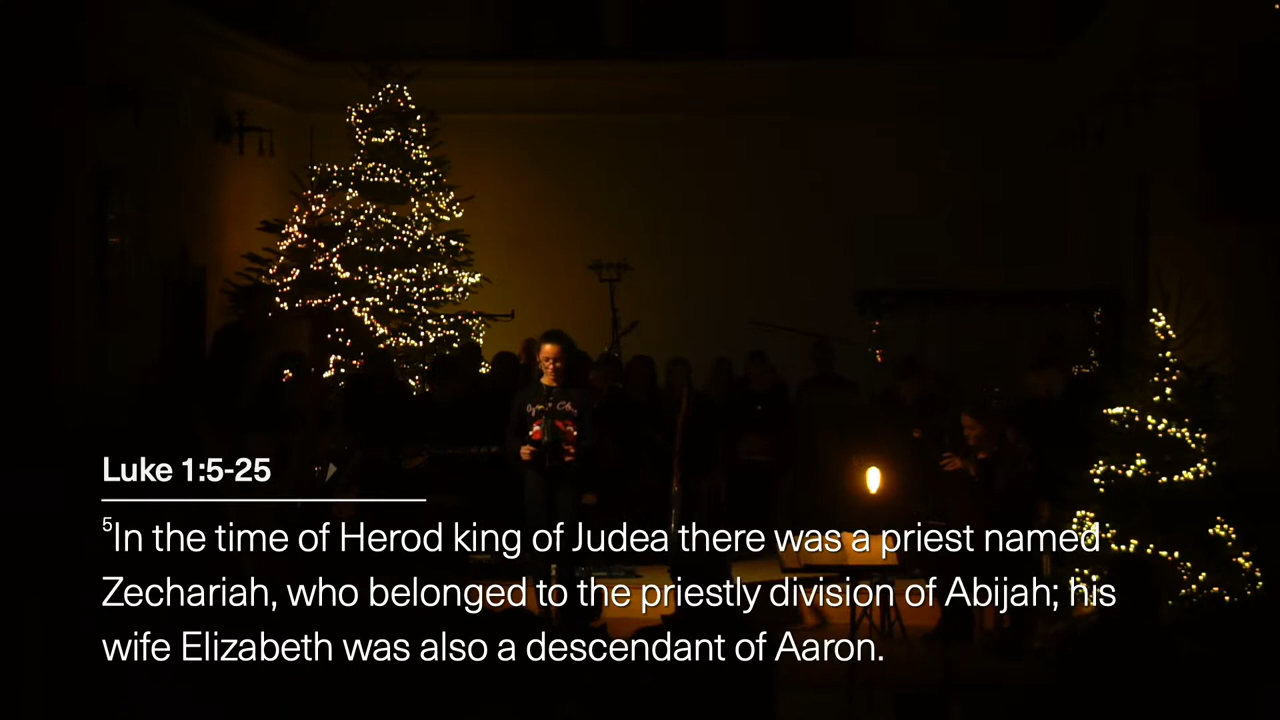 Luke 1:5-25
⁵In the time of Herod king of Judea there was a priest named
Zechariah, who belonged to the priestly division of Abijah; his
wife Elizabeth was also a descendant of Aaron.